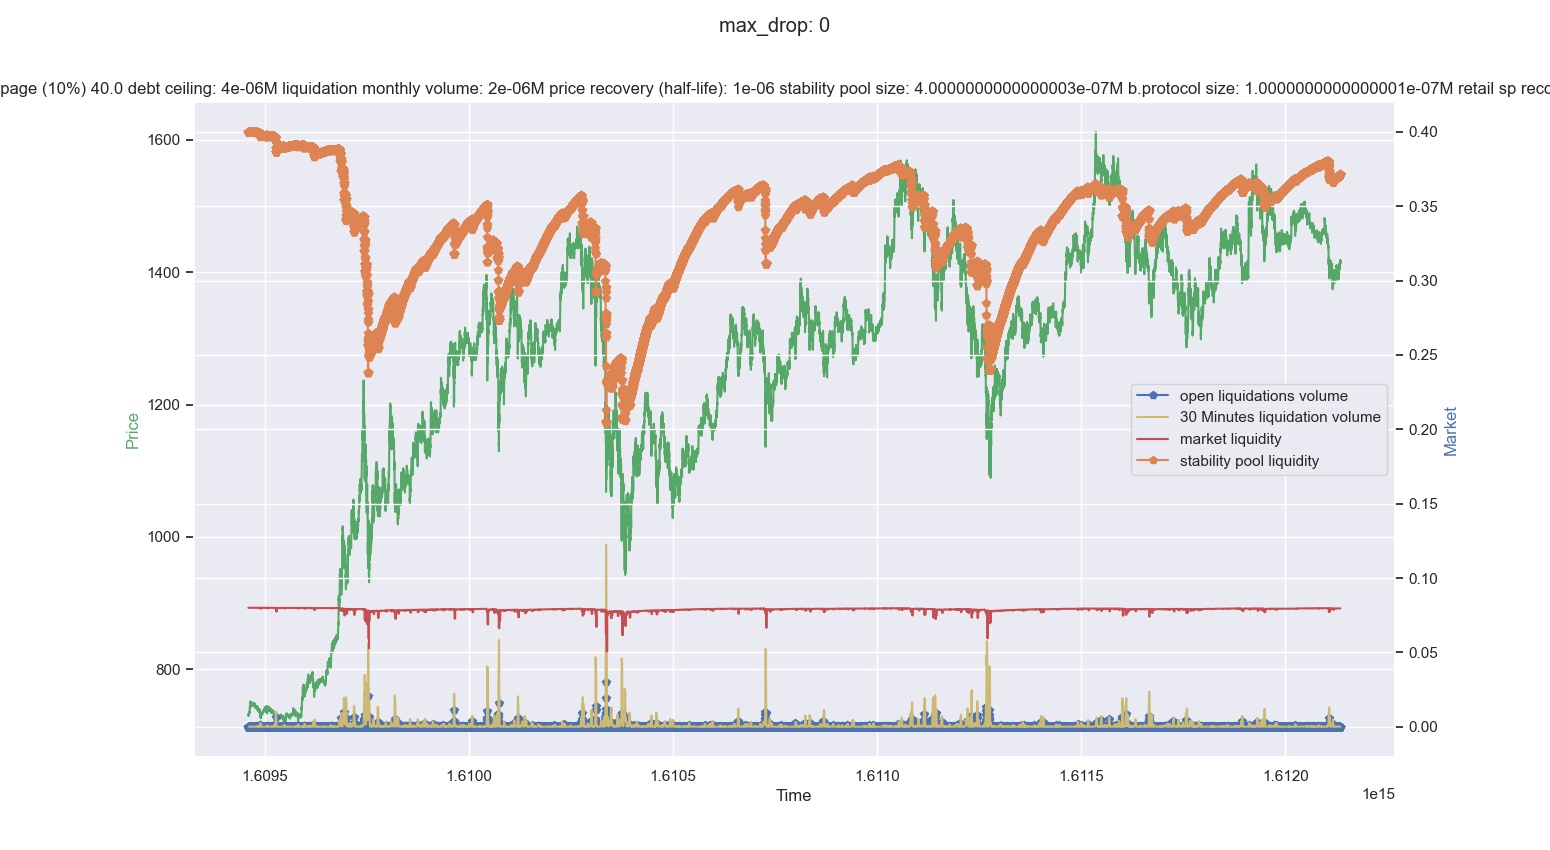 max_drop: 0
page (10%) 40.0 debt ceiling: 4e-06M liquidation monthly volume: 2e-06M price recovery (half-life): 1e-06 stability pool size: 4.0000000000000003e-07M b.protocol size: 1.0000000000000001e-07M retail sp reco
1600
1400
1200
1000
800
Price
0.40
0.35
0.30
0.25
0.20
0.15
0.10
0.05
0.00
Market
open liquidations volume
30 Minutes liquidation volume
market liquidity
stability pool liquidity
1.6095 1.6100 1.6105 1.6110 1.6115 1.6120
Time
1e15